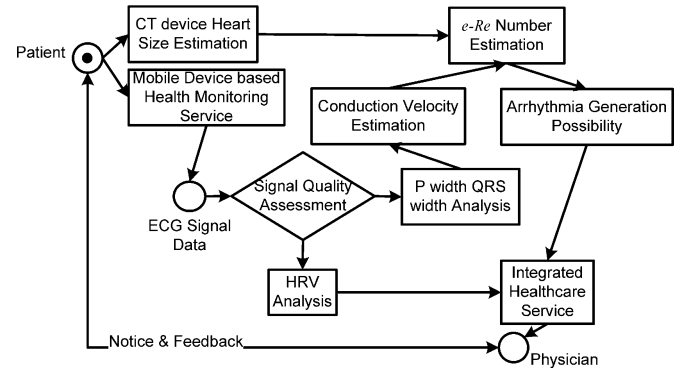 Patient
CT device Heart
Size Estimation
e-Re Number
Estimation
Mobile Device based
Health Monitoring
Service
Conduction Velocity
Estimation
Arrhythmia Generation
Possibility
Signal Quality
Assessment
P width QRS
width Analysis
ECG Signal
Data
HRV
Analysis
Integrated
Healthcare
Service
Notice & Feedback
Physician